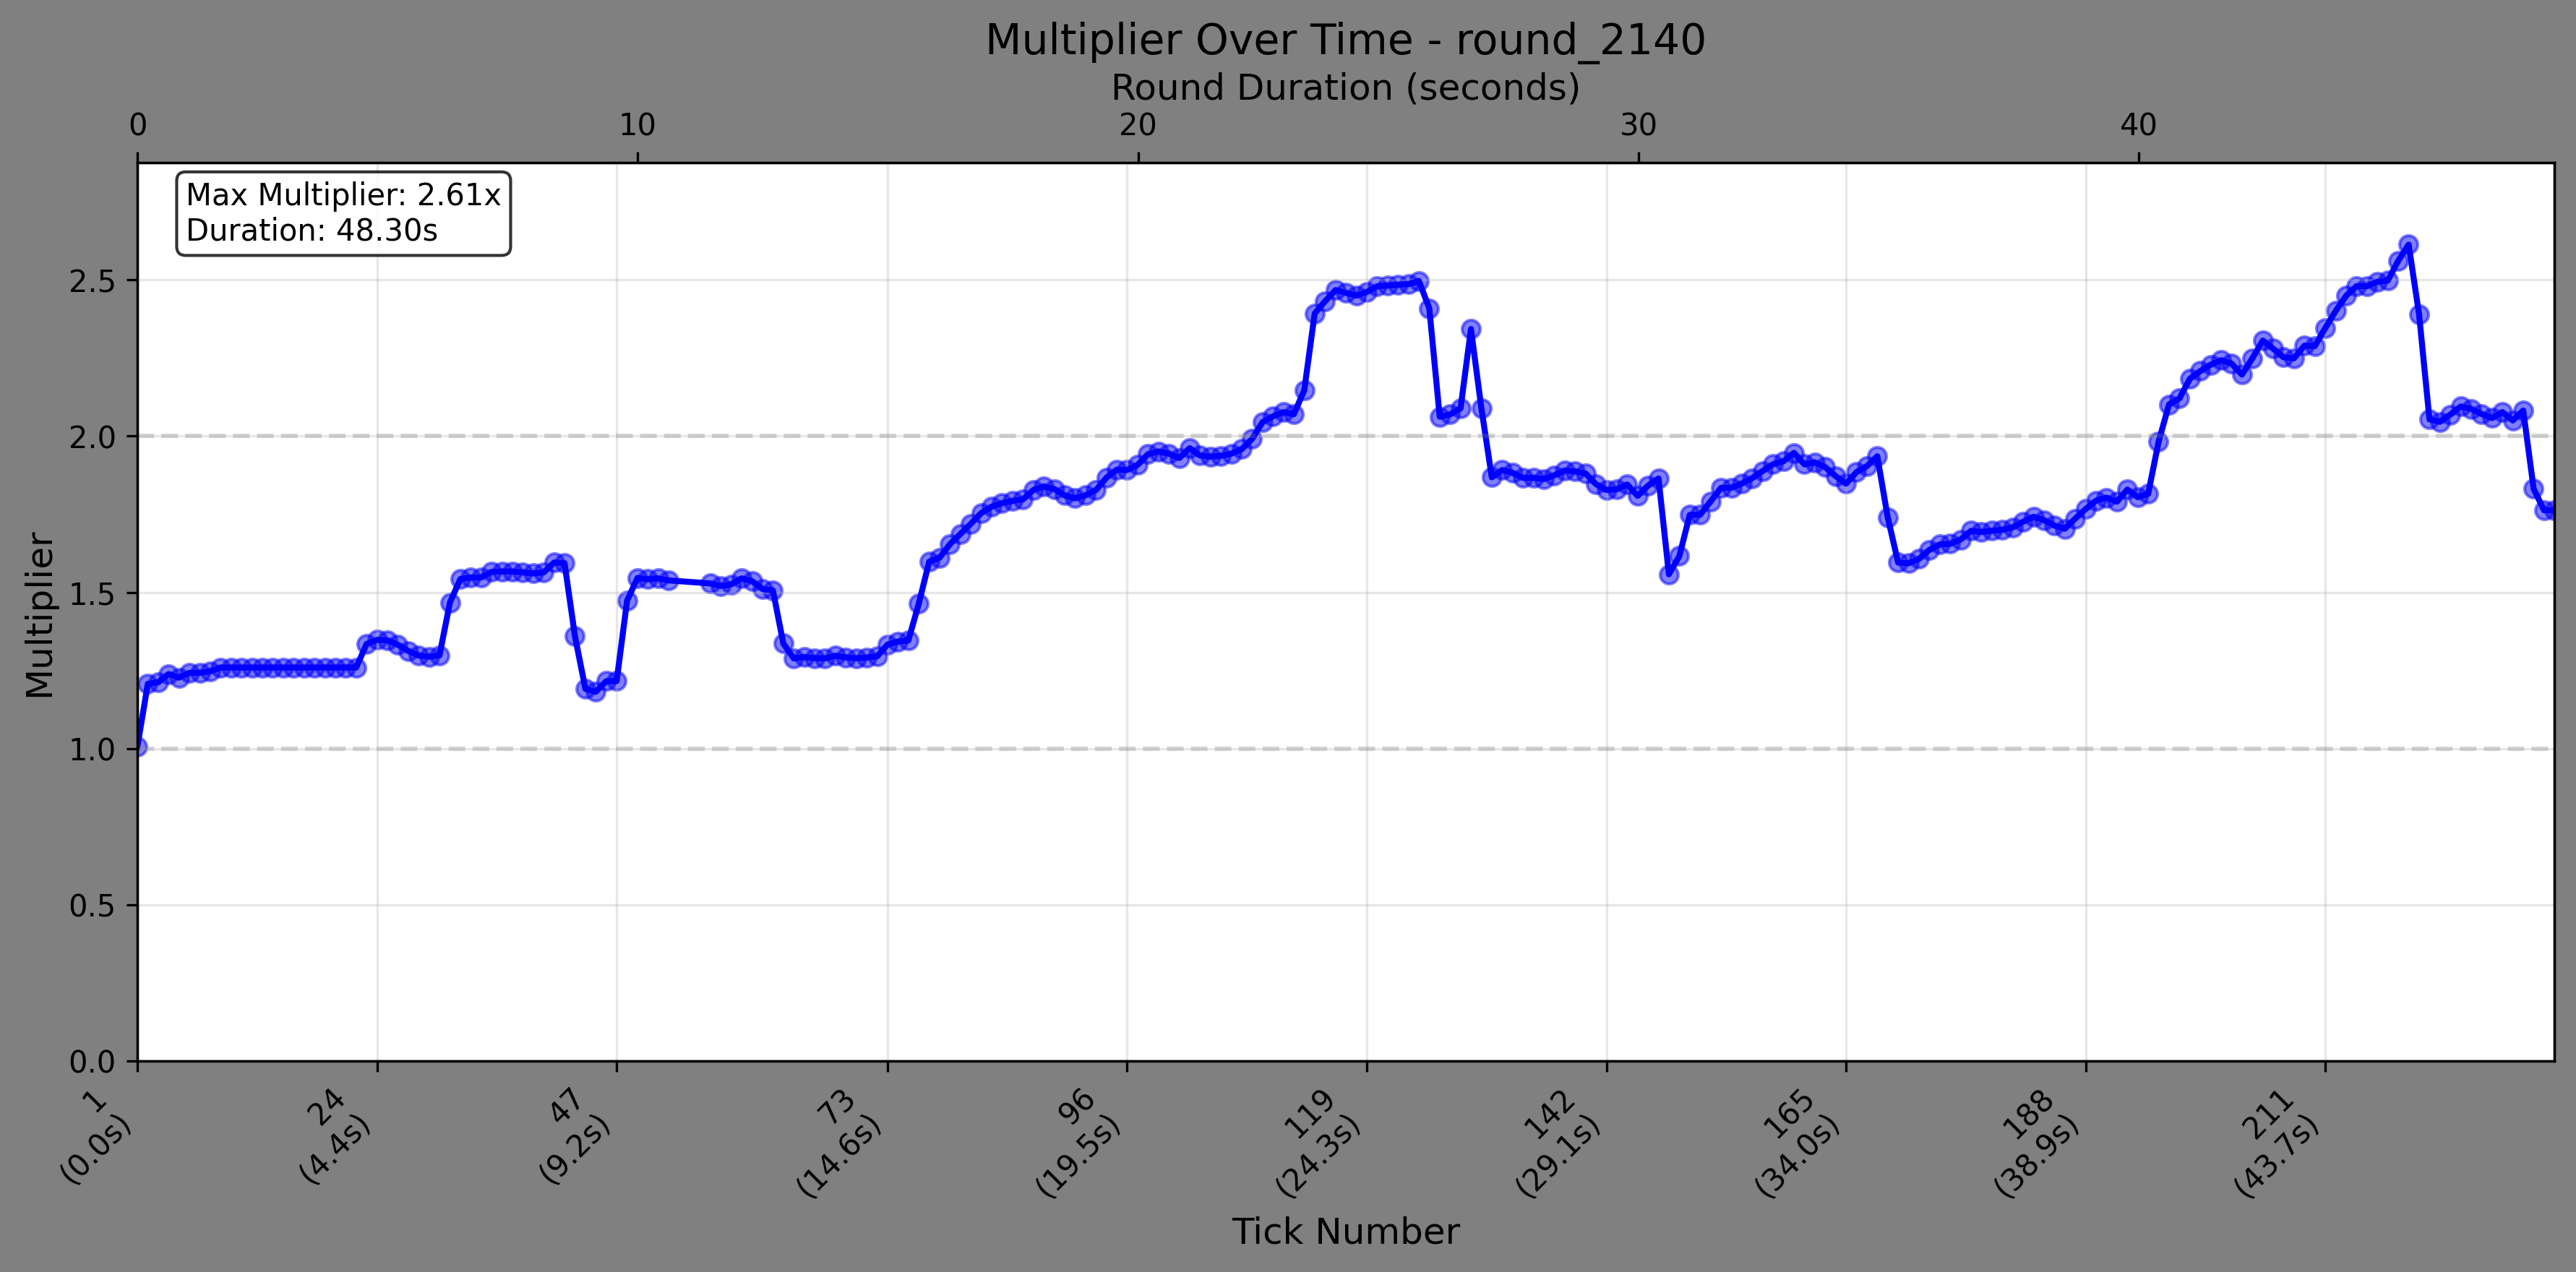 Multiplier Over Time - round_2140
Round Duration (seconds)
0 10 20 30 40
Max Multiplier: 2.61x
Duration: 48.30s
Multiplier
2.5
2.0
1.5
1.0
0.5
0.0
1
(0.0s)
24
(4.4s)
47
(9.2s)
73
(14.6s)
96
(19.5s)
119
(24.3s)
142
(29.1s)
165
(34.0s)
188
(38.9s)
211
(43.7s)
Tick Number